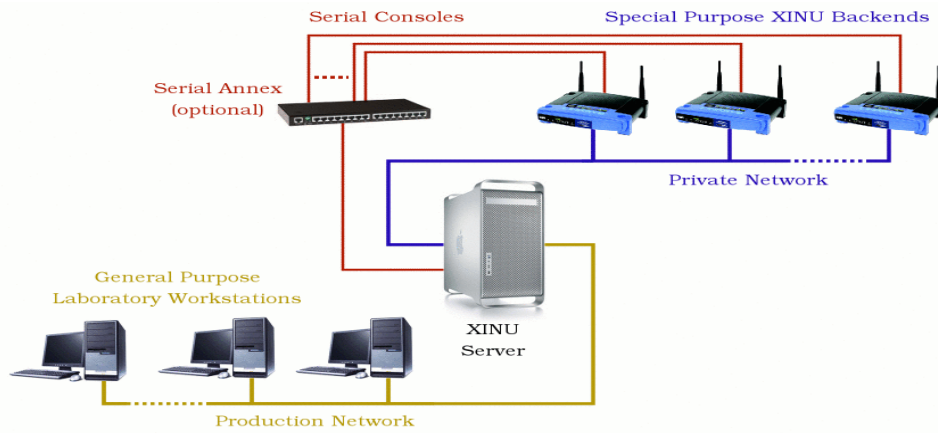 Serial Consoles
Special Purpose XINU Backends
Serial Annex
(optional)
Private Network
General Purpose
Laboratory Workstations
XINU
Server
Production Network